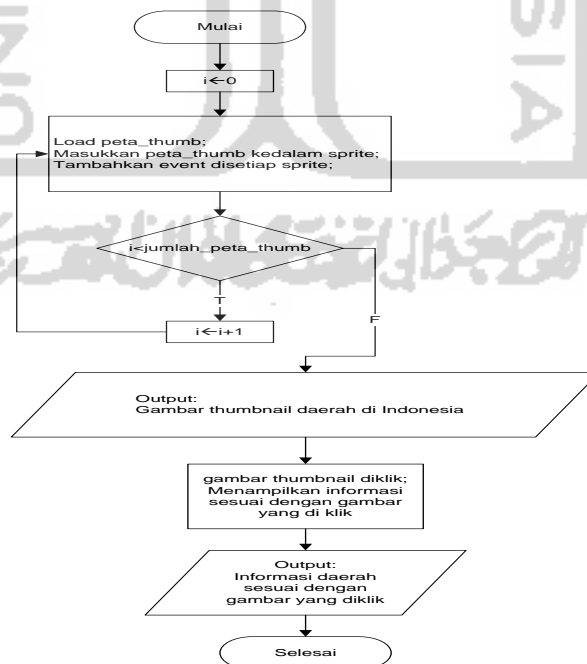 Mulai
i←0
Load peta_thumb;
Masukkan peta_thumb kedalam sprite;
Tambahkan event disetiap sprite;
i<jumlah_peta_thumb
T
F
i←i+1
Output:
Gambar thumbnail daerah di Indonesia
gambar thumbnail diklik;
Menampilkan informasi
sesuai dengan gambar
yang di klik
Output:
Informasi daerah
sesuai dengan
gambar yang diklik
Selesai